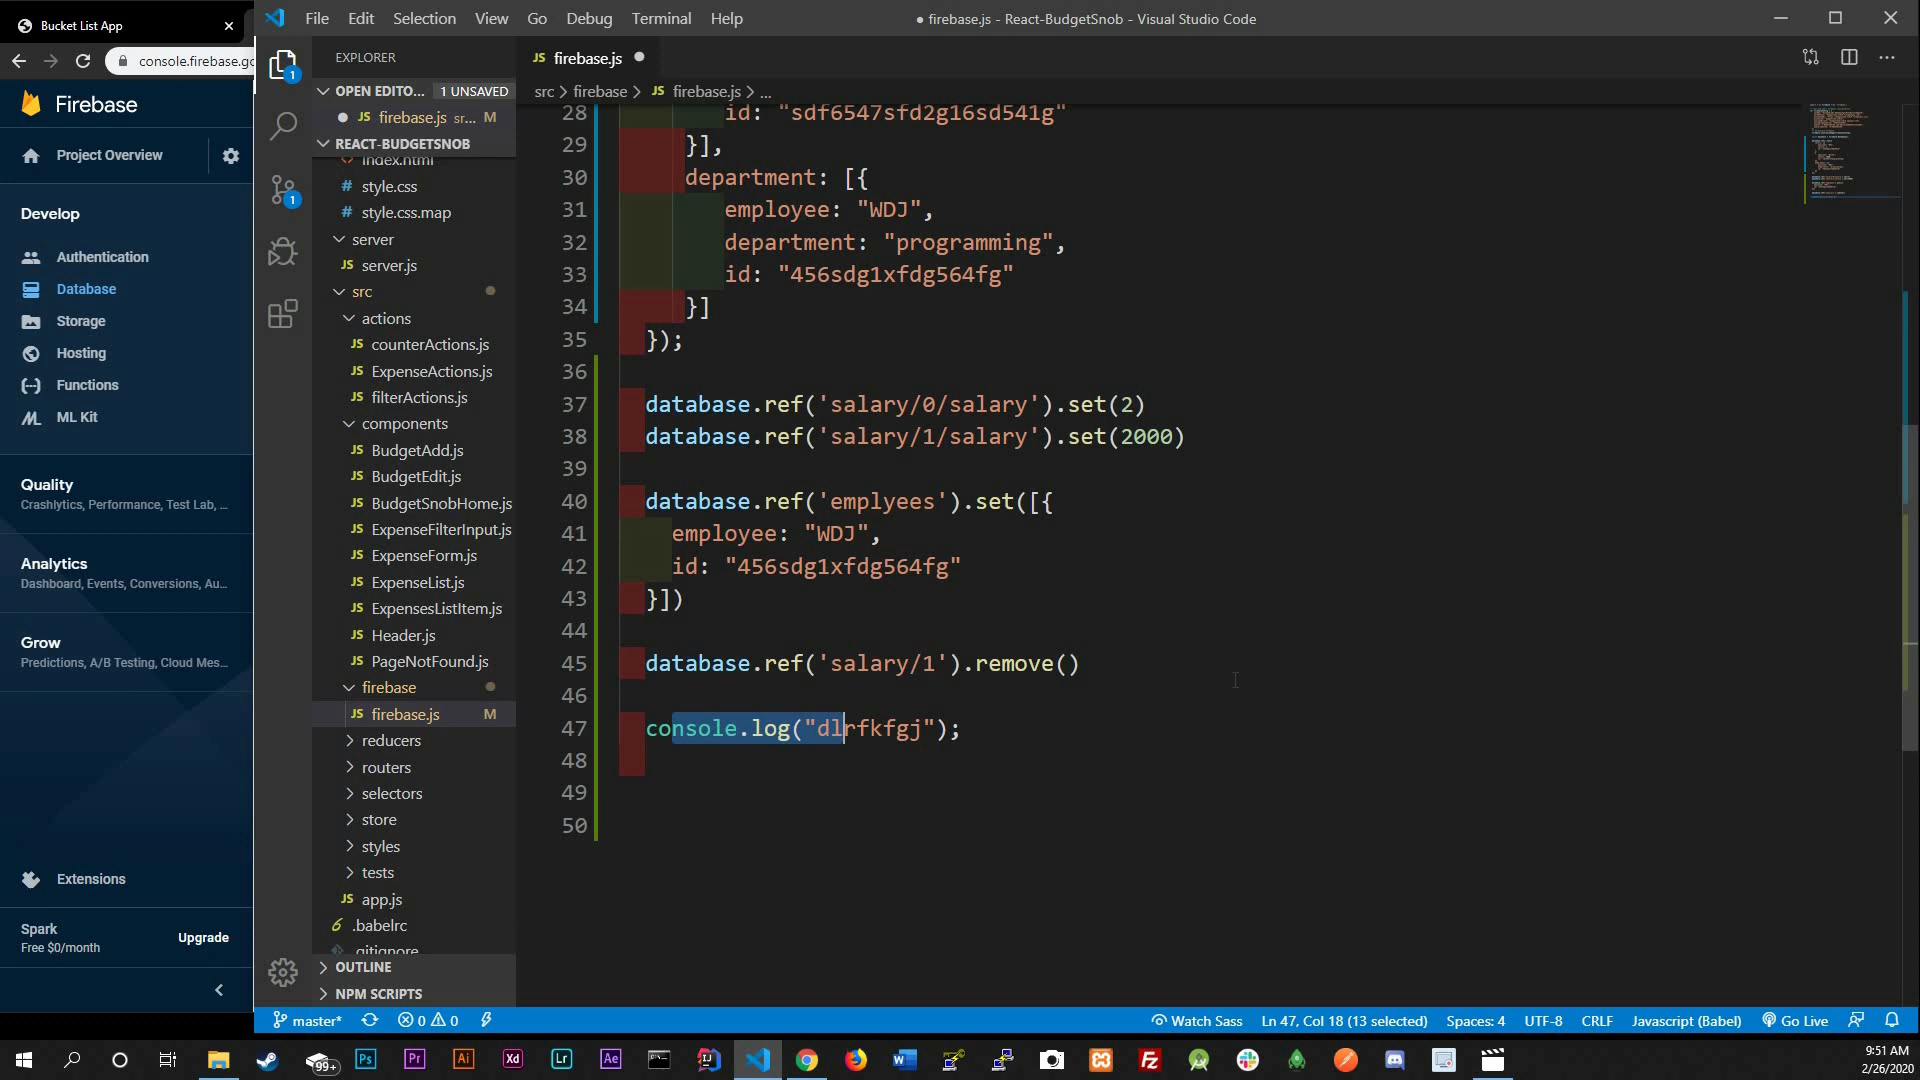 Bucket List App
console.firebase.go
Firebase
Project Overview
Develop
Authentication
Database
Storage
Hosting
Functions
ML Kit
Quality
Crashlytics, Performance, Test Lab, ...
Analytics
Dashboard, Events, Conversions, Au...
Grow
Predictions, A/B Testing, Cloud Mes...
Extensions
Spark
Free $0/month
Upgrade
File Edit Selection View Go Debug Terminal Help
● firebase.js - React-BudgetSnob - Visual Studio Code
EXPLORER
OPEN EDITO... 1 UNSAVED
JS firebase.js sr... M
REACT-BUDGETSNOB
index.html
# style.css
# style.css.map
server
JS server.js
src
actions
JS counterActions.js
JS ExpenseActions.js
JS filterActions.js
components
JS BudgetAdd.js
JS BudgetEdit.js
JS BudgetSnobHome.js
JS ExpenseFilterInput.js
JS ExpenseForm.js
JS ExpenseList.js
JS ExpensesListItem.js
JS Header.js
JS PageNotFound.js
firebase
JS firebase.js M
reducers
routers
selectors
store
styles
tests
JS app.js
.babelrc
.gitignore
OUTLINE
NPM SCRIPTS
JS firebase.js
src > firebase > JS firebase.js > ...
28 id: "sdf6547sfd2g16sd541g"
29 }],
30 department: [{
31 employee: "WDJ",
32 department: "programming",
33 id: "456sdg1xfdg564fg"
34 }]
35 });
36
37 database.ref('salary/0/salary').set(2)
38 database.ref('salary/1/salary').set(2000)
39
40 database.ref('emplyees').set([{
41 employee: "WDJ",
42 id: "456sdg1xfdg564fg"
43 }])
44
45 database.ref('salary/1').remove()
46
47 console.log("dlrfkfgj");
48
49
50
master* 0 0 Watch Sass Ln 47, Col 18 (13 selected) Spaces: 4 UTF-8 CRLF Javascript (Babel) Go Live
99+ Ps Pr Ai Xd Lr Ae
9:51 AM
2/26/2020